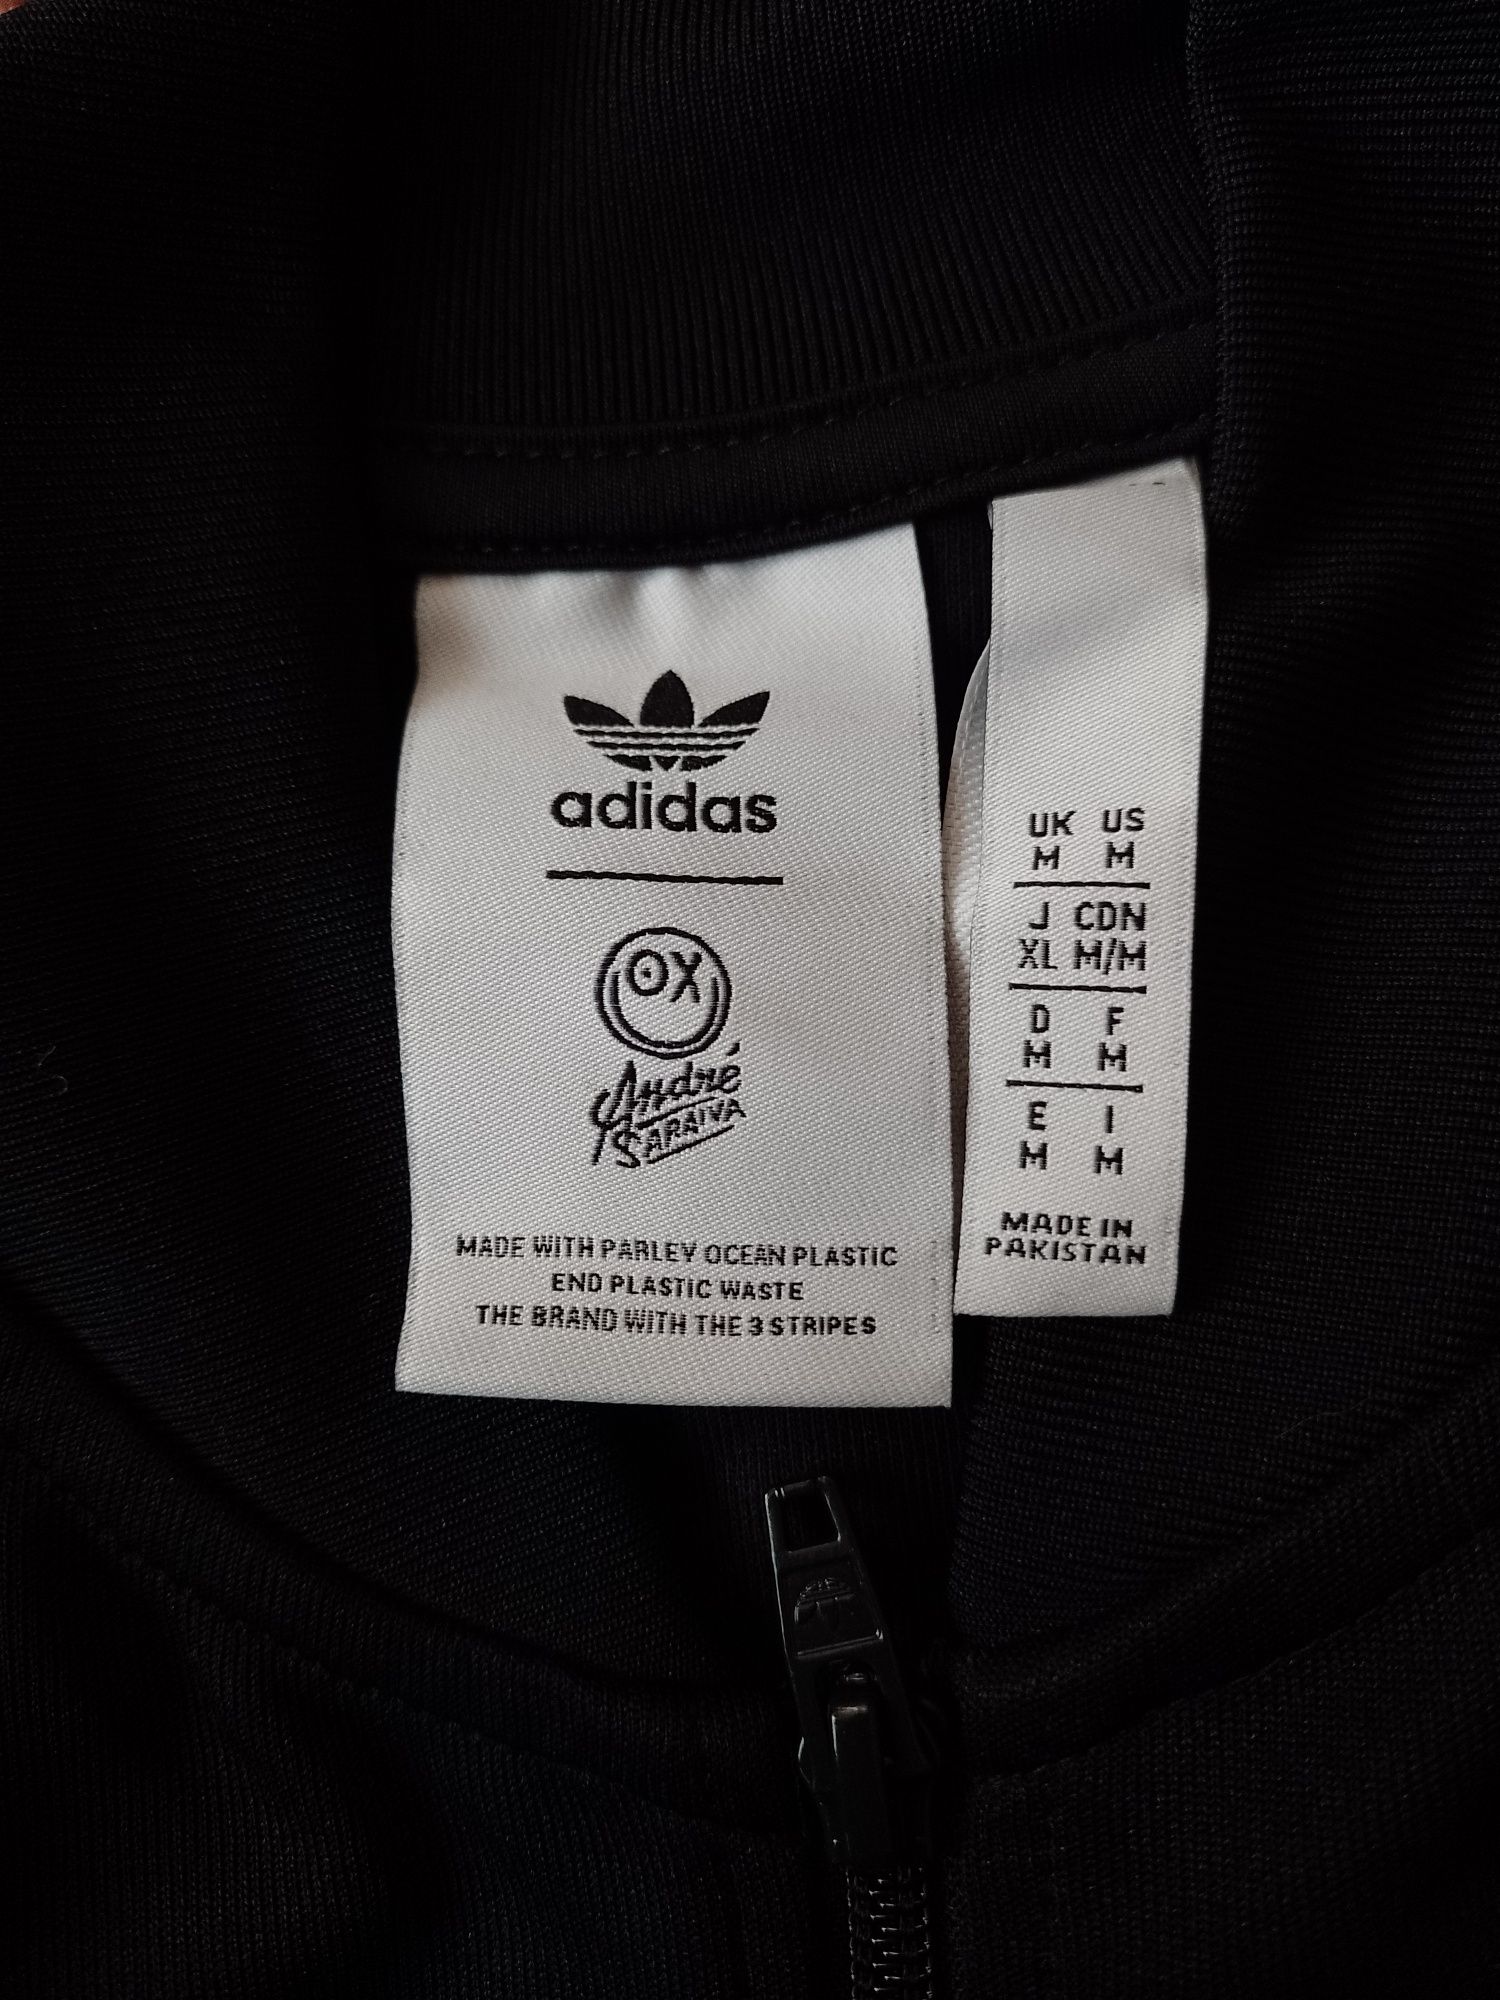 adidas
OX
André
SARAIVA
MADE WITH PARLEY OCEAN PLASTIC
END PLASTIC WASTE
THE BRAND WITH THE 3 STRIPES
UK US
M M
J CDN
XL M/M
D F
M M
E I
M M
MADE IN
PAKISTAN